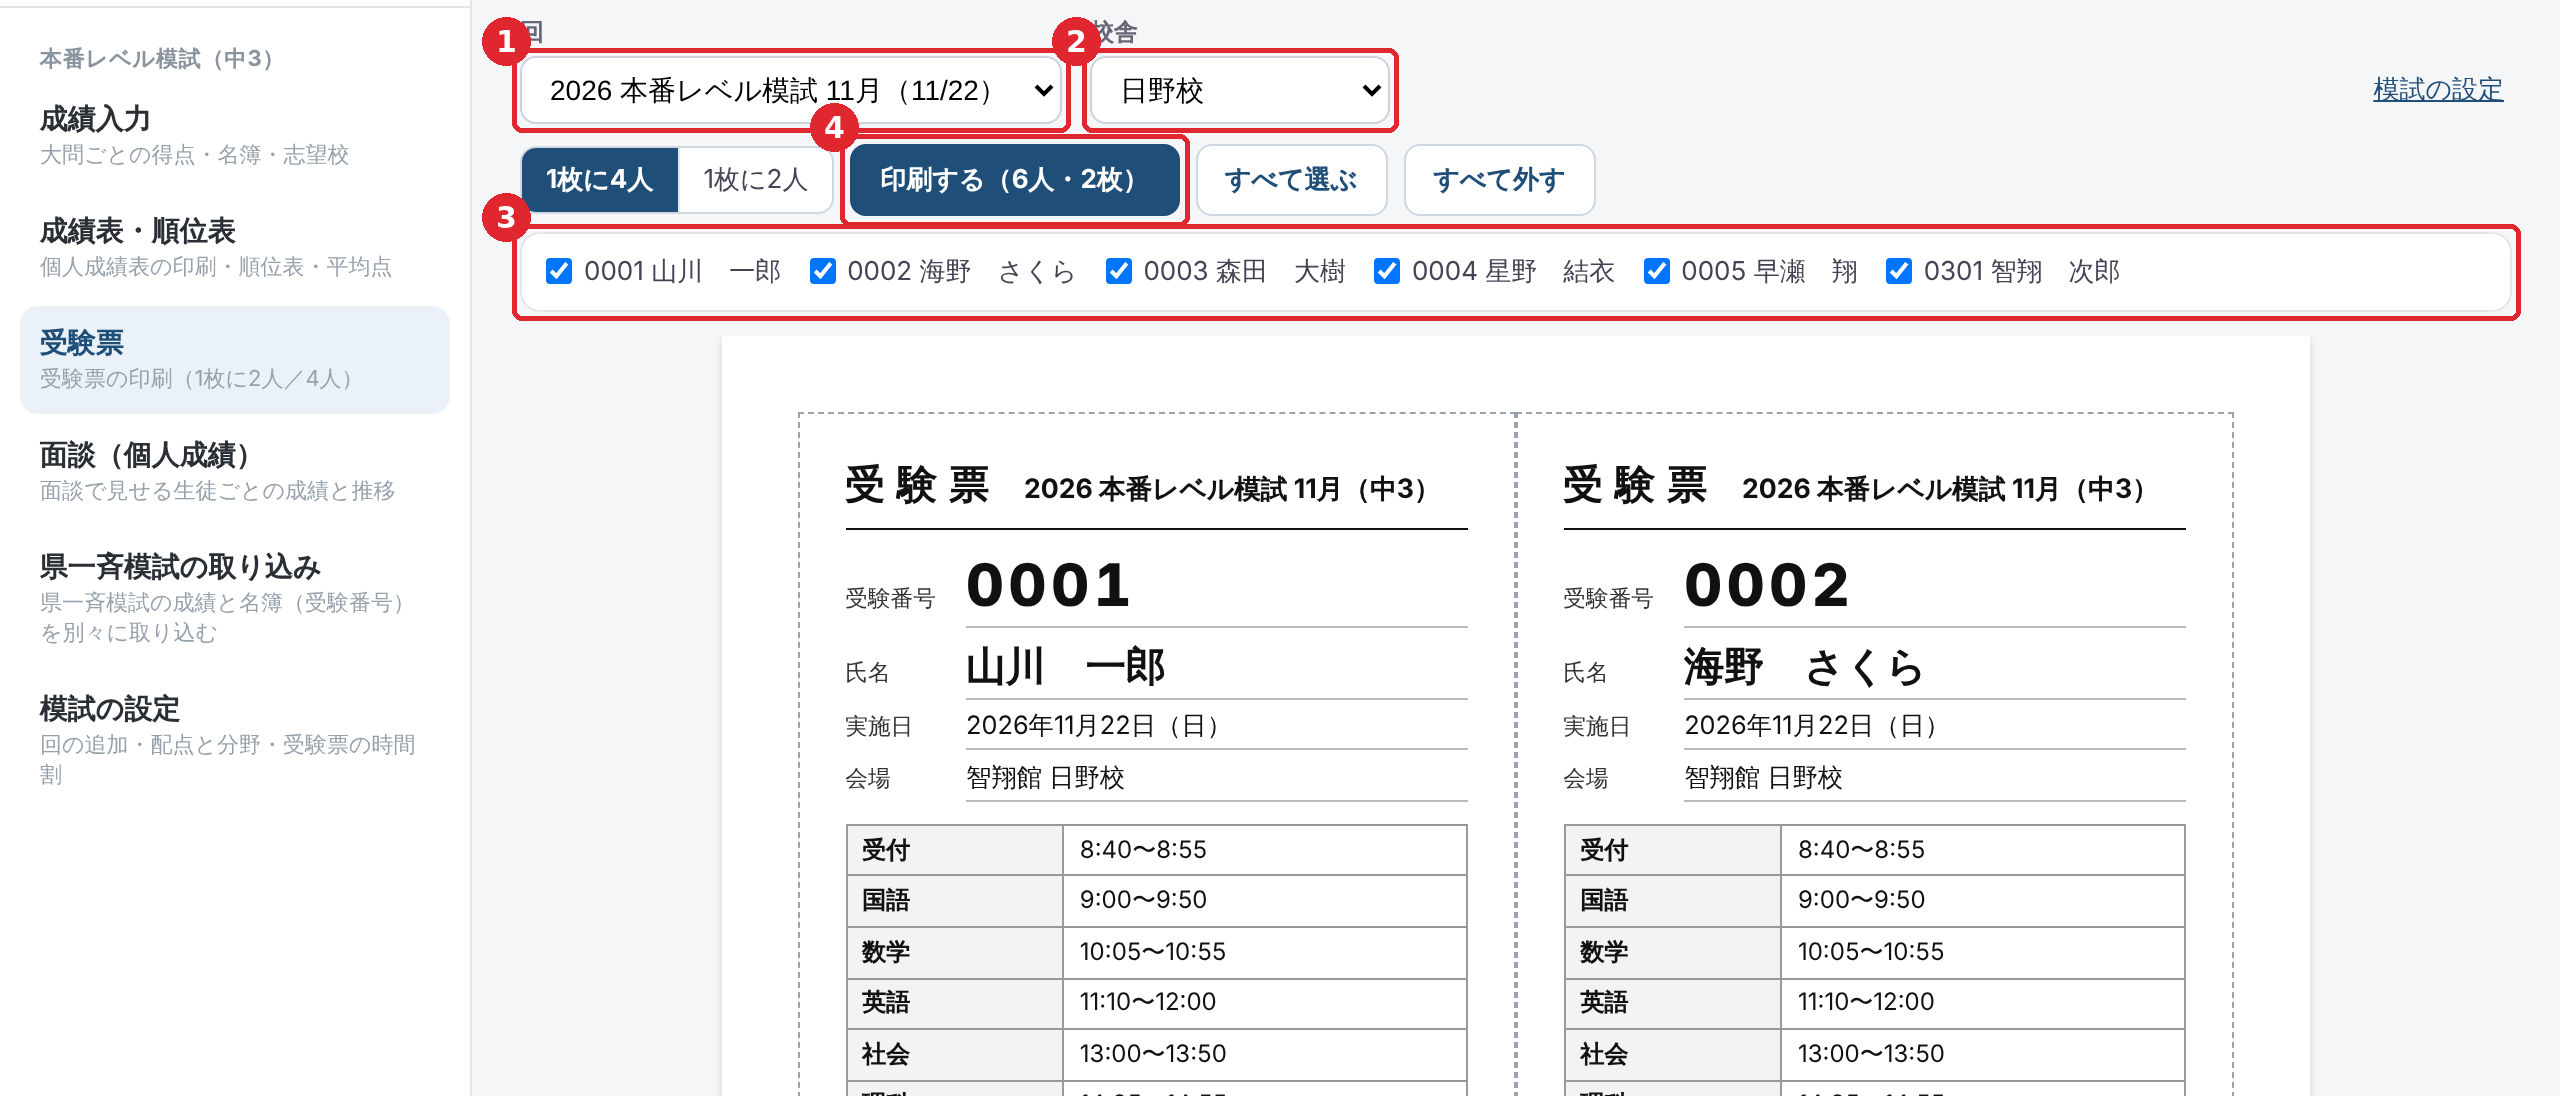 本番レベル模試（中3）
成績入力
大問ごとの得点・名簿・志望校
成績表・順位表
個人成績表の印刷・順位表・平均点
受験票
受験票の印刷（1枚に2人／4人）
面談（個人成績）
面談で見せる生徒ごとの成績と推移
県一斉模試の取り込み
県一斉模試の成績と名簿（受験番号）
を別々に取り込む
模試の設定
回の追加・配点と分野・受験票の時間
割
1 回
2026 本番レベル模試 11月（11/22）
2 校舎
日野校
模試の設定
1枚に4人
1枚に2人
4 印刷する（6人・2枚）
すべて選ぶ
すべて外す
3
0001 山川　一郎 0002 海野　さくら 0003 森田　大樹 0004 星野　結衣 0005 早瀬　翔 0301 智翔　次郎
受験票 2026 本番レベル模試 11月（中3）
受験番号 0001
氏名 山川　一郎
実施日 2026年11月22日（日）
会場 智翔館 日野校
受付 8:40〜8:55
国語 9:00〜9:50
数学 10:05〜10:55
英語 11:10〜12:00
社会 13:00〜13:50
受験票 2026 本番レベル模試 11月（中3）
受験番号 0002
氏名 海野　さくら
実施日 2026年11月22日（日）
会場 智翔館 日野校
受付 8:40〜8:55
国語 9:00〜9:50
数学 10:05〜10:55
英語 11:10〜12:00
社会 13:00〜13:50